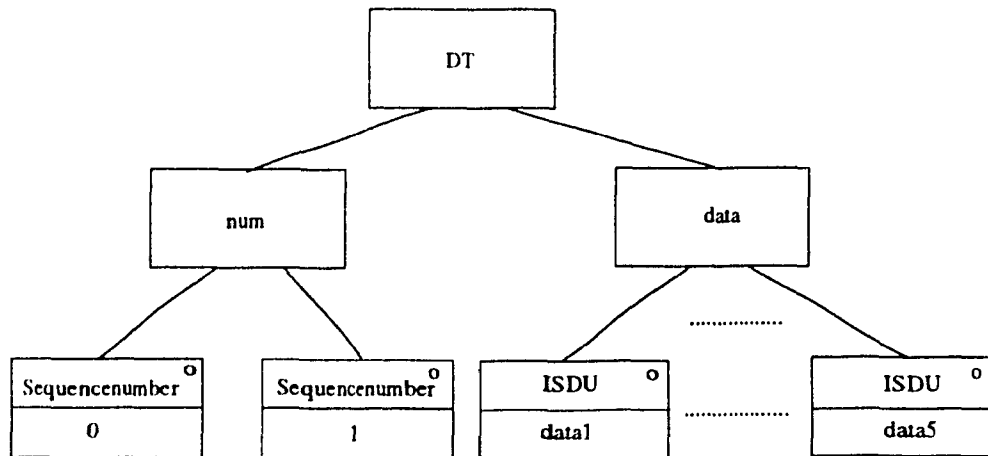 DT
num
data
Sequencenumber o
Sequencenumber o
ISDU o
ISDU o
0
1
data1
data5